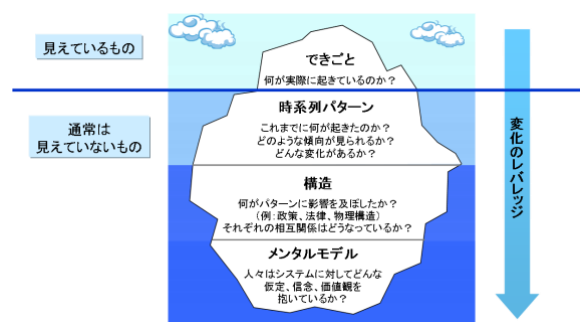 見えているもの
できごと
何が実際に起きているのか？
通常は
見えていないもの
時系列パターン
これまでに何が起きたのか？
どのような傾向が見られるか？
どんな変化があるか？
構造
何がパターンに影響を及ぼしたか？
（例：政策、法律、物理構造）
それぞれの相互関係はどうなっているか？
メンタルモデル
人々はシステムに対してどんな
仮定、信念、価値観を
抱いているか？
変化のレバレッジ